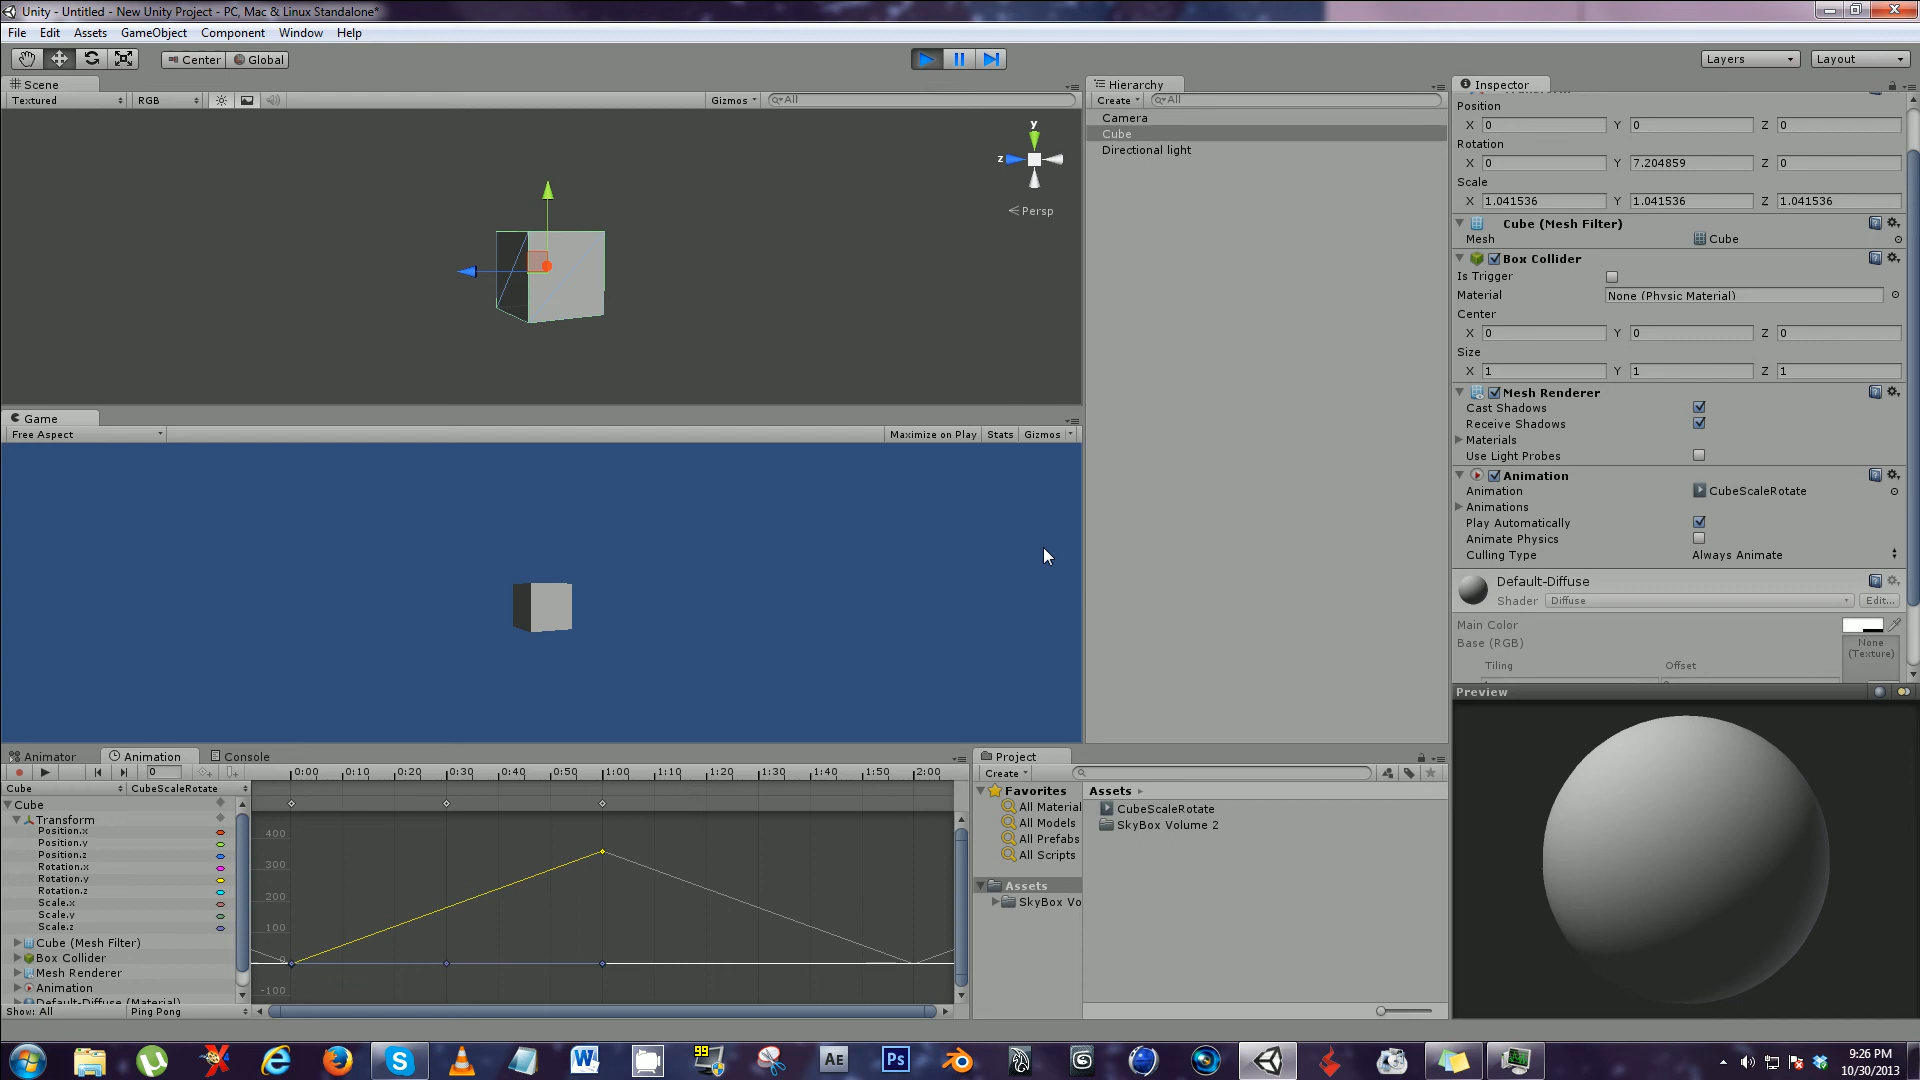 Unity - Untitled - New Unity Project - PC, Mac & Linux Standalone*
File Edit Assets GameObject Component Window Help
Center Global Layers Layout
Scene
Textured RGB Gizmos All
y
z
Persp
Game
Free Aspect Maximize on Play Stats Gizmos
Hierarchy
Create All
Camera
Cube
Directional light
Inspector
Position
X 0 Y 0 Z 0
Rotation
X 0 Y 7.204859 Z 0
Scale
X 1.041536 Y 1.041536 Z 1.041536
Cube (Mesh Filter)
Mesh Cube
Box Collider
Is Trigger
Material None (Physic Material)
Center
X 0 Y 0 Z 0
Size
X 1 Y 1 Z 1
Mesh Renderer
Cast Shadows
Receive Shadows
Materials
Use Light Probes
Animation
Animation CubeScaleRotate
Animations
Play Automatically
Animate Physics
Culling Type Always Animate
Default-Diffuse
Shader Diffuse Edit...
Main Color
Base (RGB)
None
(Texture)
Tiling Offset
Preview
Animator Animation Console
0 0:00 0:10 0:20 0:30 0:40 0:50 1:00 1:10 1:20 1:30 1:40 1:50 2:00
Cube CubeScaleRotate
Cube
Transform
Position.x
Position.y
Position.z
Rotation.x
Rotation.y
Rotation.z
Scale.x
Scale.y
Scale.z
Cube (Mesh Filter)
Box Collider
Mesh Renderer
Animation
Default-Diffuse (Material)
Show: All Ping Pong
400
300
200
100
0
-100
Project
Create
Favorites
All Material
All Models
All Prefabs
All Scripts
Assets
SkyBox Vo
Assets
CubeScaleRotate
SkyBox Volume 2
99
W
Ae
Ps
9:26 PM
10/30/2013